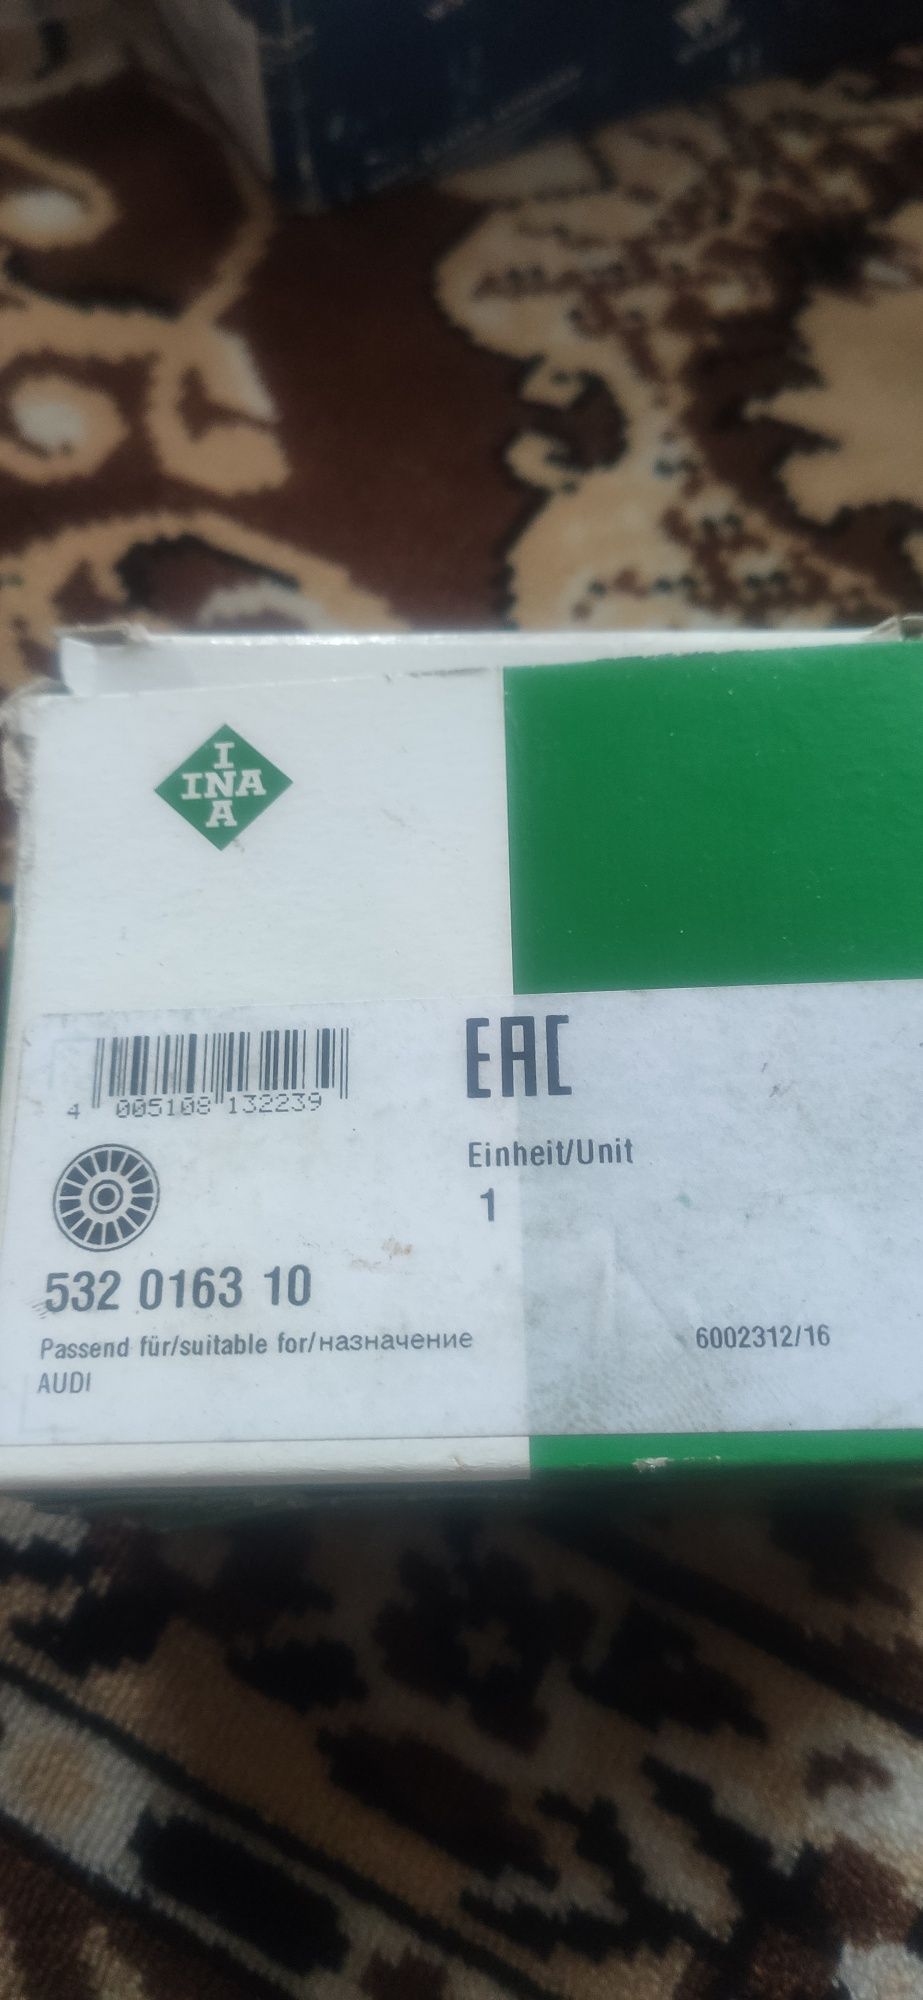 I
INA
A
EAC
4 005108 132239
Einheit/Unit
1
532 0163 10
Passend für/suitable for/назначение
AUDI
6002312/16